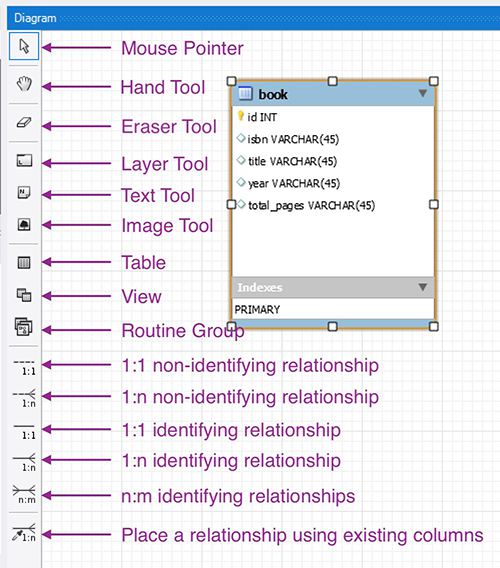 Diagram
Mouse Pointer
Hand Tool
Eraser Tool
Layer Tool
Text Tool
Image Tool
Table
View
Routine Group
1:1 1:1 non-identifying relationship
1:n 1:n non-identifying relationship
1:1 1:1 identifying relationship
1:n 1:n identifying relationship
n:m n:m identifying relationships
1:n Place a relationship using existing columns
book
id INT
isbn VARCHAR(45)
title VARCHAR(45)
year VARCHAR(45)
total_pages VARCHAR(45)
Indexes
PRIMARY